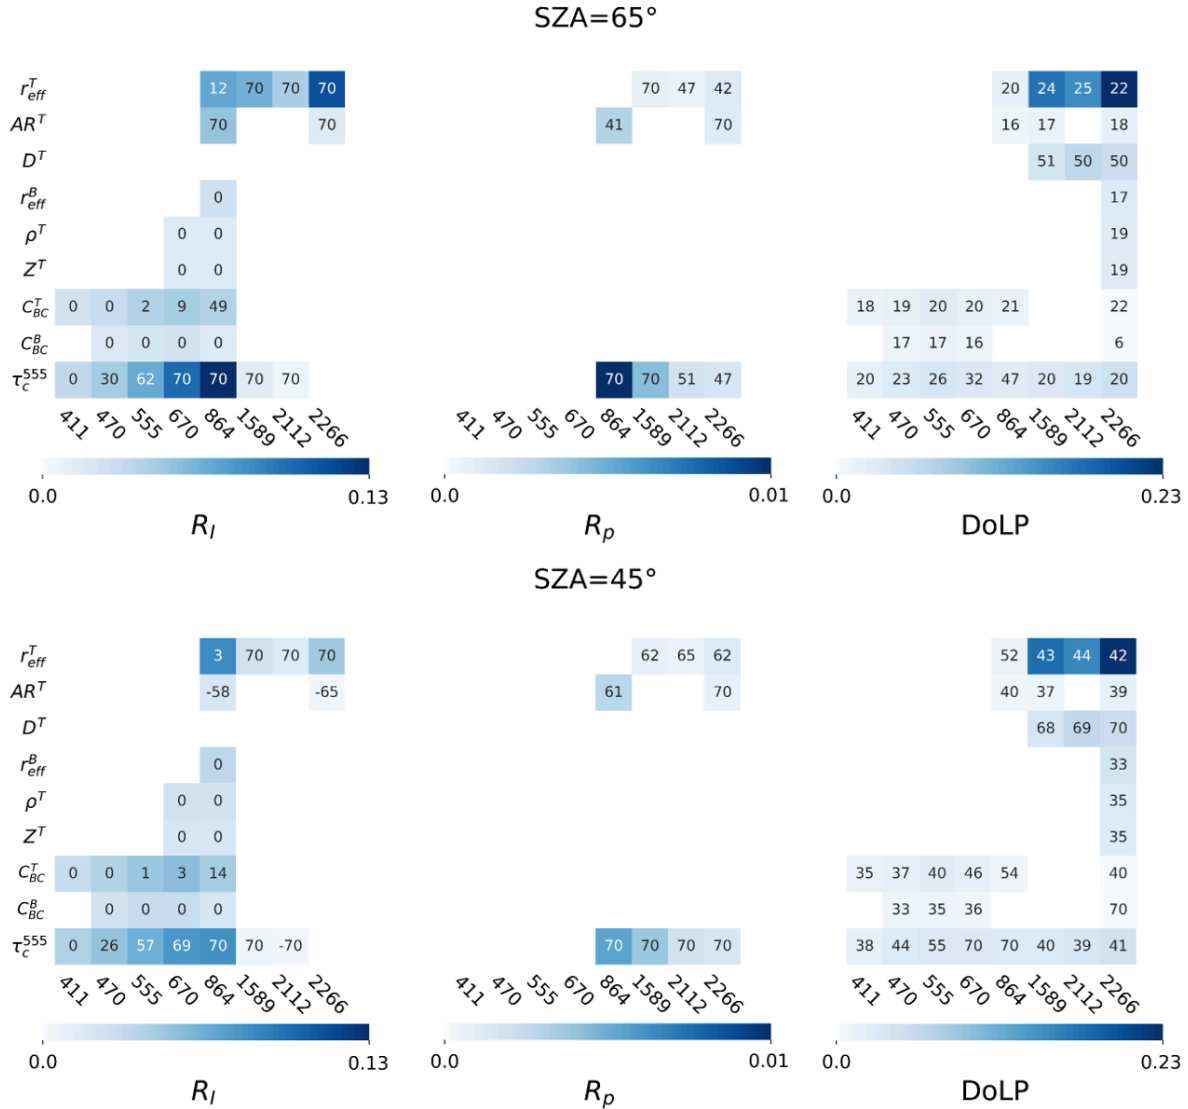 SZA=65°
r_eff^T 12 70 70 70 70 47 42 20 24 25 22
AR^T 70 70 41 70 16 17 18
D^T 51 50 50
r_eff^B 0 17
ρ^T 0 0 19
Z^T 0 0 19
C_BC^T 0 0 2 9 49 18 19 20 20 21 22
C_BC^B 0 0 0 0 17 17 16 6
τ_c^555 0 30 62 70 70 70 70 70 70 51 47 20 23 26 32 47 20 19 20
411 470 555 670 864 1589 2112 2266 411 470 555 670 864 1589 2112 2266 411 470 555 670 864 1589 2112 2266
0.0 0.13 0.0 0.01 0.0 0.23
R_I R_p DoLP
SZA=45°
r_eff^T 3 70 70 70 62 65 62 52 43 44 42
AR^T -58 -65 61 70 40 37 39
D^T 68 69 70
r_eff^B 0 33
ρ^T 0 0 35
Z^T 0 0 35
C_BC^T 0 0 1 3 14 35 37 40 46 54 40
C_BC^B 0 0 0 0 33 35 36 70
τ_c^555 0 26 57 69 70 70 -70 70 70 70 70 38 44 55 70 70 40 39 41
411 470 555 670 864 1589 2112 2266 411 470 555 670 864 1589 2112 2266 411 470 555 670 864 1589 2112 2266
0.0 0.13 0.0 0.01 0.0 0.23
R_I R_p DoLP